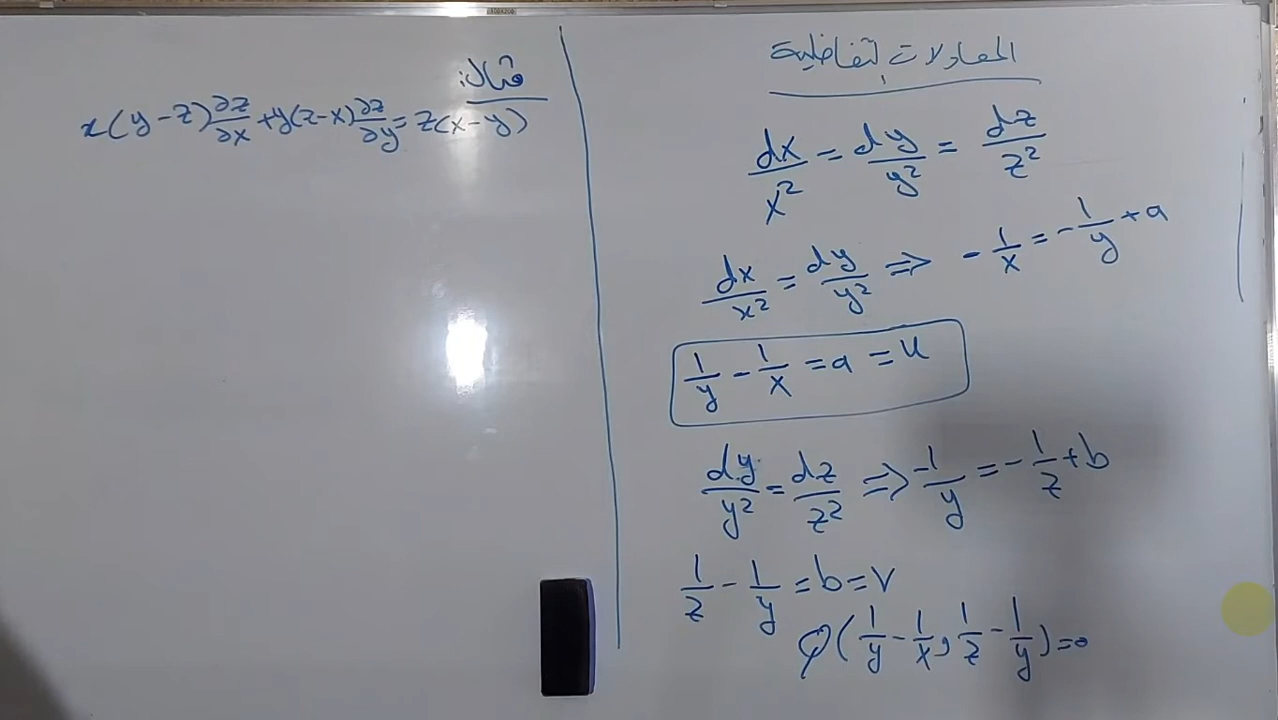 المعادلات التفاضلية
dx/x² = dy/y² = dz/z²
dx/x² = dy/y² ⇒ -1/x = -1/y + a
1/y - 1/x = a = u
dy/y² = dz/z² ⇒ -1/y = -1/z + b
1/z - 1/y = b = v
φ(1/y - 1/x, 1/z - 1/y) = 0
مثال:
x(y-z)∂z/∂x + y(z-x)∂z/∂y = z(x-y)